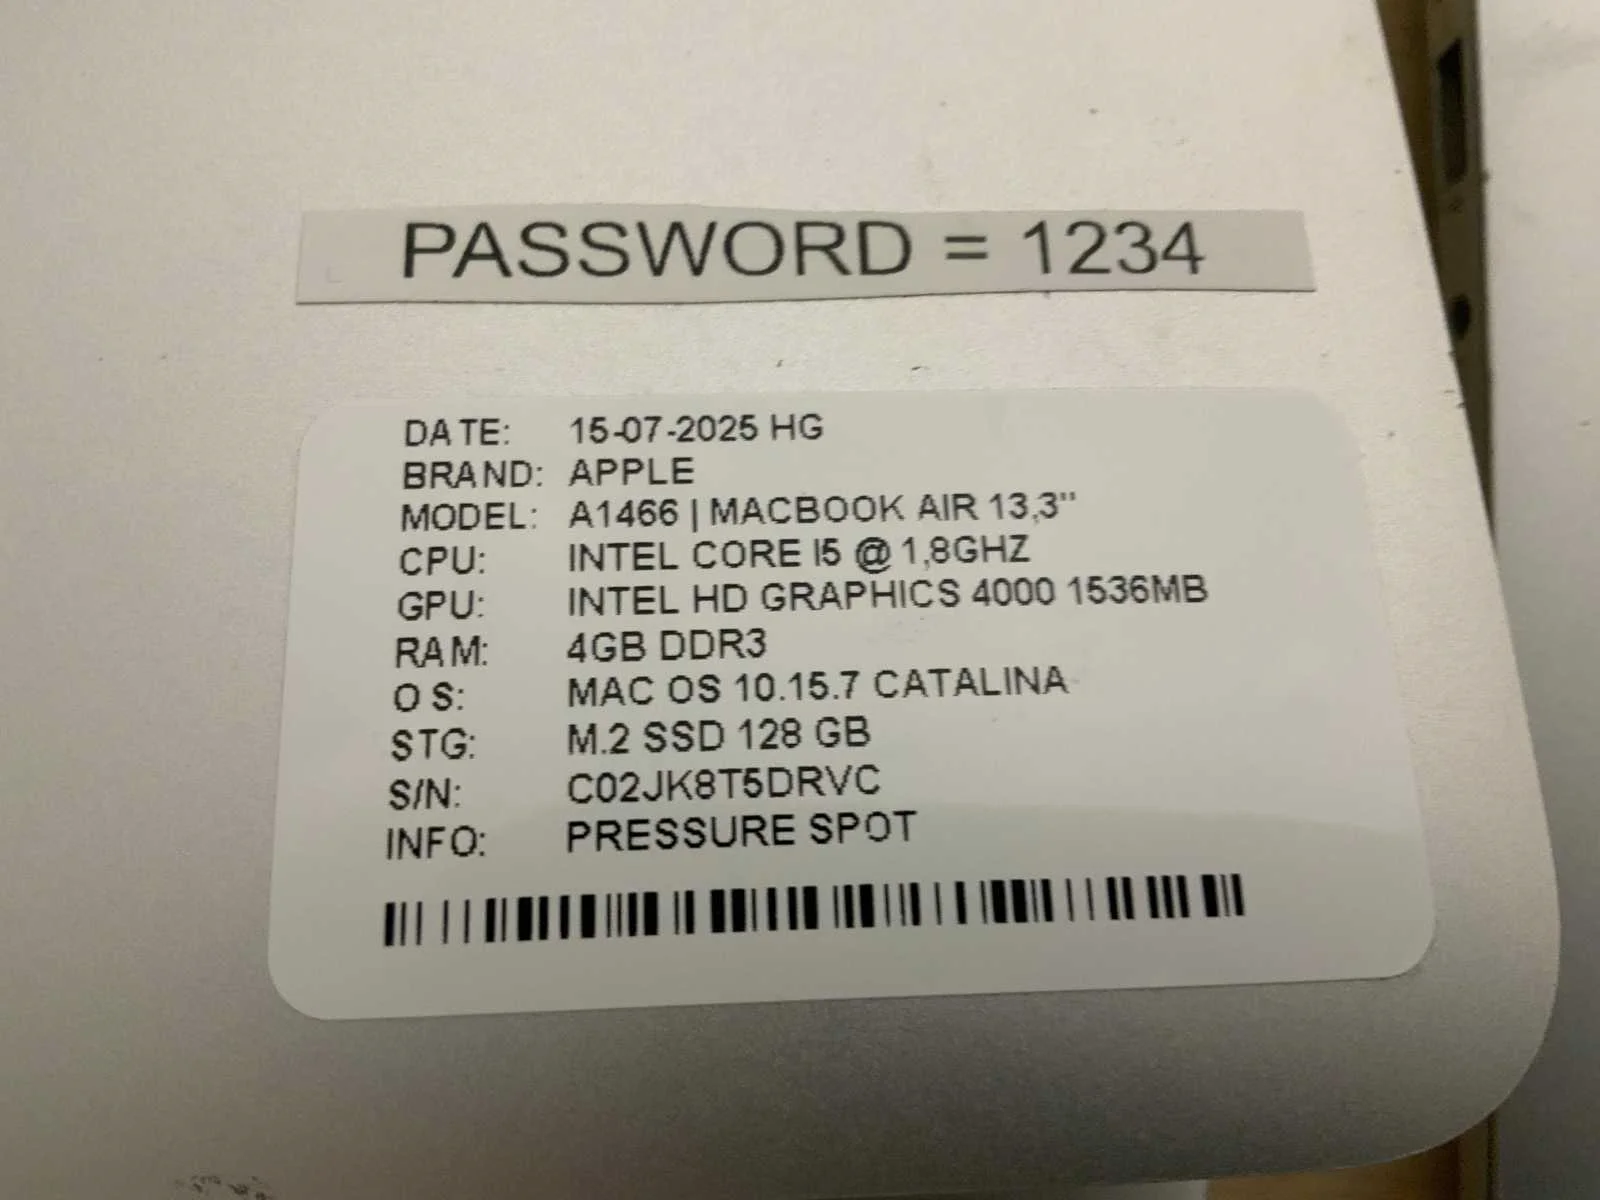 PASSWORD = 1234
DATE: 15-07-2025 HG
BRAND: APPLE
MODEL: A1466 | MACBOOK AIR 13,3"
CPU: INTEL CORE I5 @ 1,8GHZ
GPU: INTEL HD GRAPHICS 4000 1536MB
RAM: 4GB DDR3
OS: MAC OS 10.15.7 CATALINA
STG: M.2 SSD 128 GB
S/N: C02JK8T5DRVC
INFO: PRESSURE SPOT